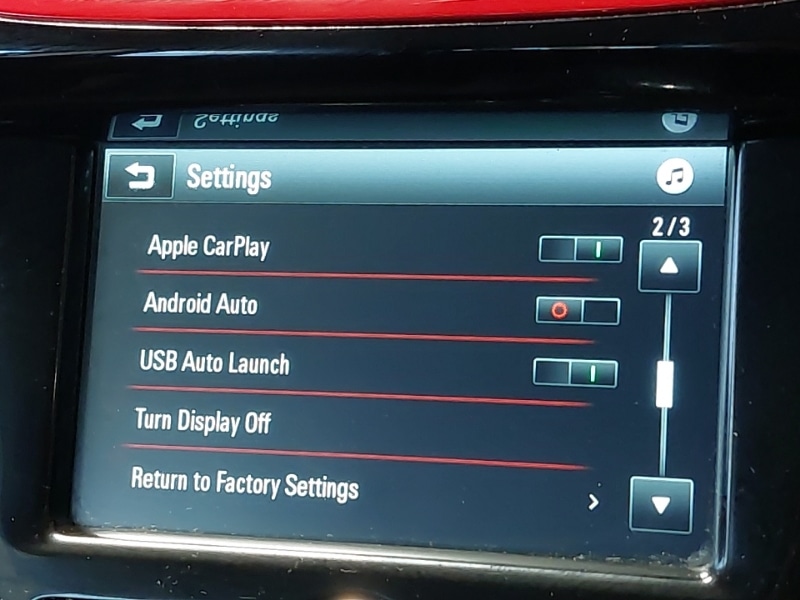 Settings
2/3
Apple CarPlay
Android Auto
USB Auto Launch
Turn Display Off
Return to Factory Settings